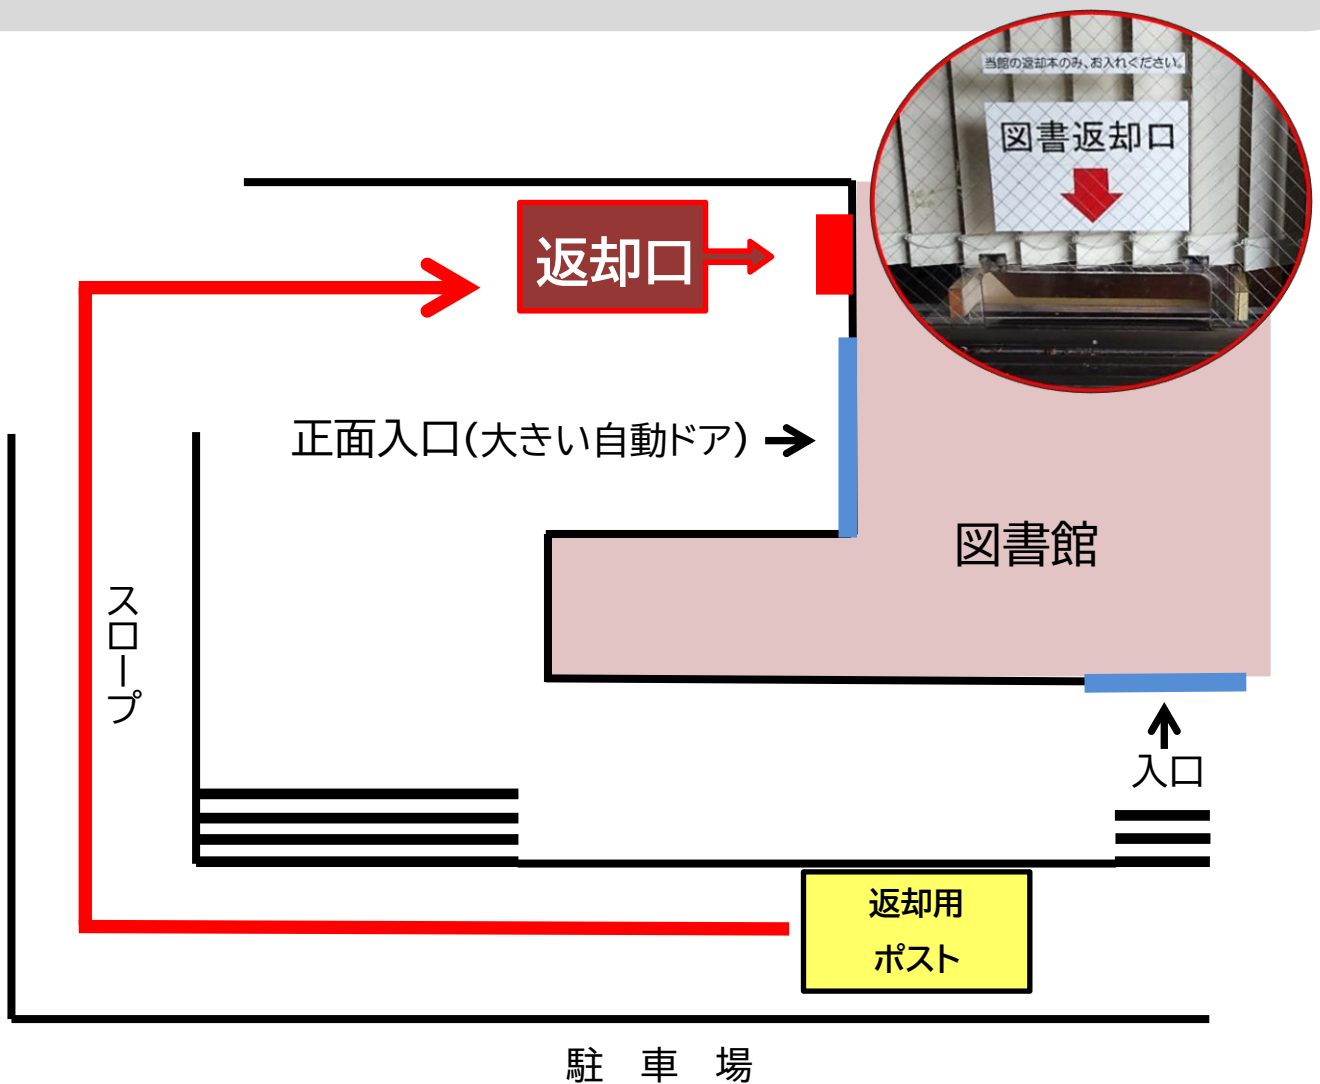 当館の返却本のみ、お入れください。
図書返却口
返却口
正面入口(大きい自動ドア)
図書館
スロープ
入口
返却用
ポスト
駐 車 場